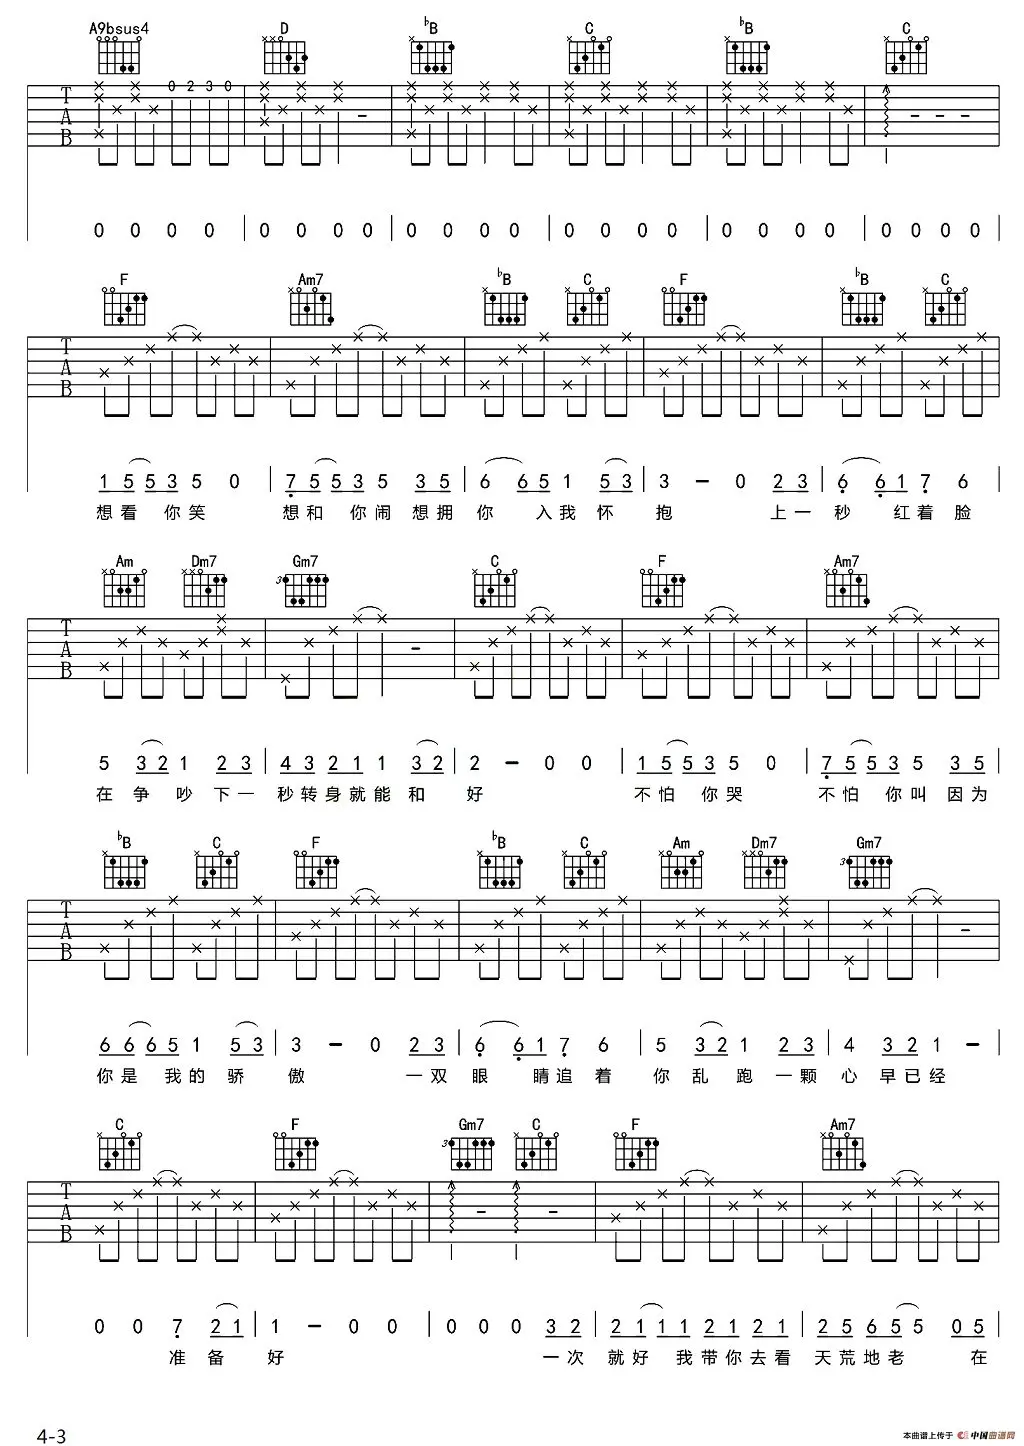 A9bsus4 D ♭B C ♭B C
0 2 3 0
T
A
B
0 0 0 0 | 0 0 0 0 | 0 0 0 0 | 0 0 0 0 | 0 0 0 0 | 0 0 0 0
F Am7 ♭B C F ♭B C
T
A
B
1 5 5 3 5 0 | 7 5 5 3 5 3 5 | 6 6 5 1 5 3 | 3 - 0 2 3 | 6 6 1 7 6
想看 你笑 想和 你闹 想拥 你 入我 怀 抱 上一 秒 红着 脸
Am Dm7 Gm7 C F Am7
3
T
A
B
5 3 2 1 2 3 | 4 3 2 1 1 3 2 | 2 - 0 0 | 1 5 5 3 5 0 | 7 5 5 3 5 3 5
在 争 吵 下一 秒转身就能 和 好 不怕 你哭 不怕 你叫 因为
♭B C F ♭B C Am Dm7 Gm7
3
T
A
B
6 6 6 5 1 5 3 | 3 - 0 2 3 | 6 6 1 7 6 | 5 3 2 1 2 3 | 4 3 2 1 -
你是 我的 骄 傲 一双 眼 睛追 着 你 乱 跑 一颗 心 早已经
C F Gm7 C F Am7
3
T
A
B
0 0 7 2 1 | 1 - 0 0 | 0 0 0 3 2 | 2 1 1 1 2 1 2 1 | 2 5 6 5 5 0 5
准 备 好 一次 就好 我带你去看 天荒地老 在
4-3
本曲谱上传于 中国曲谱网